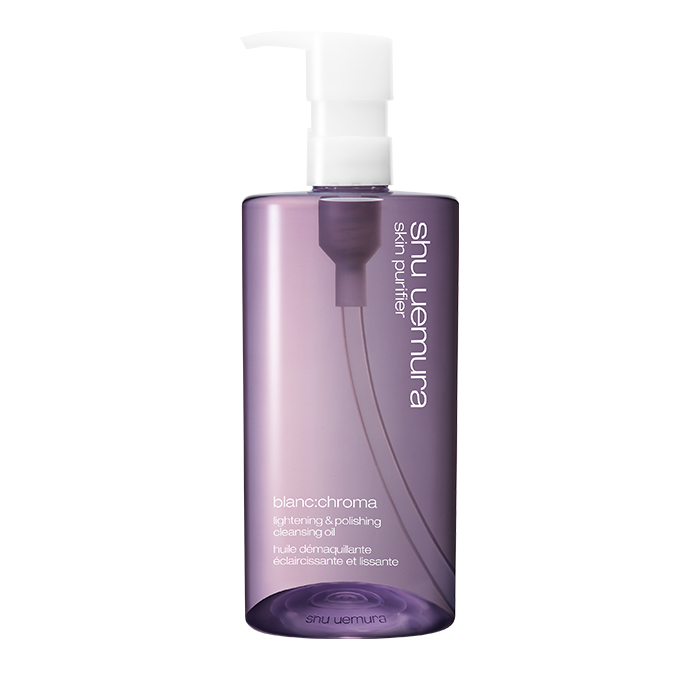 shu uemura
skin purifier
blanc:chroma
lightening & polishing
cleansing oil
huile démaquillante
éclaircissante et lissante
shu uemura